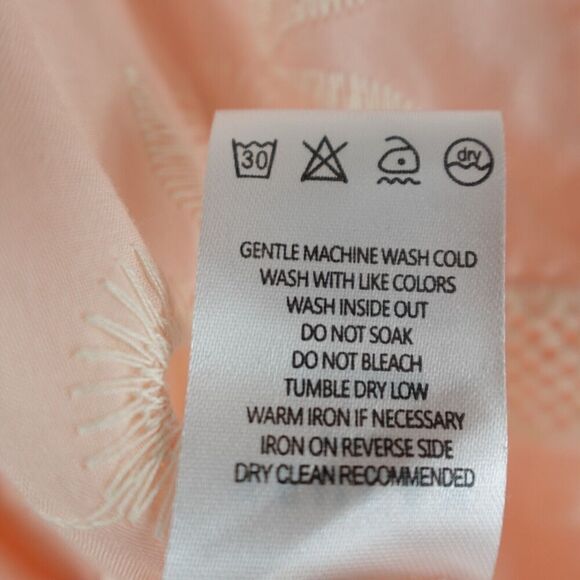 30 dry
GENTLE MACHINE WASH COLD
WASH WITH LIKE COLORS
WASH INSIDE OUT
DO NOT SOAK
DO NOT BLEACH
TUMBLE DRY LOW
WARM IRON IF NECESSARY
IRON ON REVERSE SIDE
DRY CLEAN RECOMMENDED